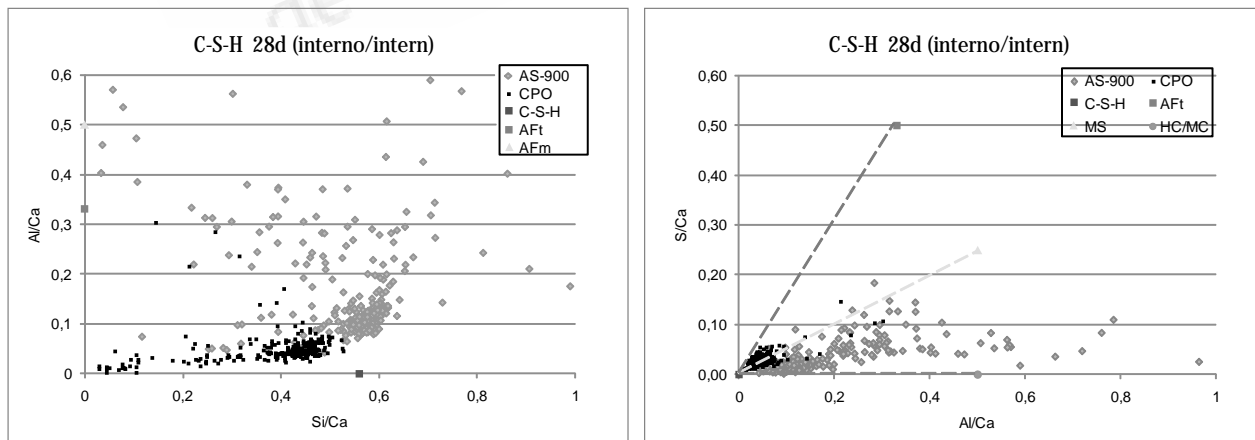 C-S-H 28d (interno/intern)
0,6
0,5
0,4
0,3
0,2
0,1
0
Al/Ca
0
0,2
0,4
0,6
0,8
1
Si/Ca
AS-900
CPO
C-S-H
AFt
AFm
C-S-H 28d (interno/intern)
0,60
0,50
0,40
0,30
0,20
0,10
0,00
S/Ca
0
0,2
0,4
0,6
0,8
1
Al/Ca
AS-900 CPO
C-S-H AFt
MS HC/MC